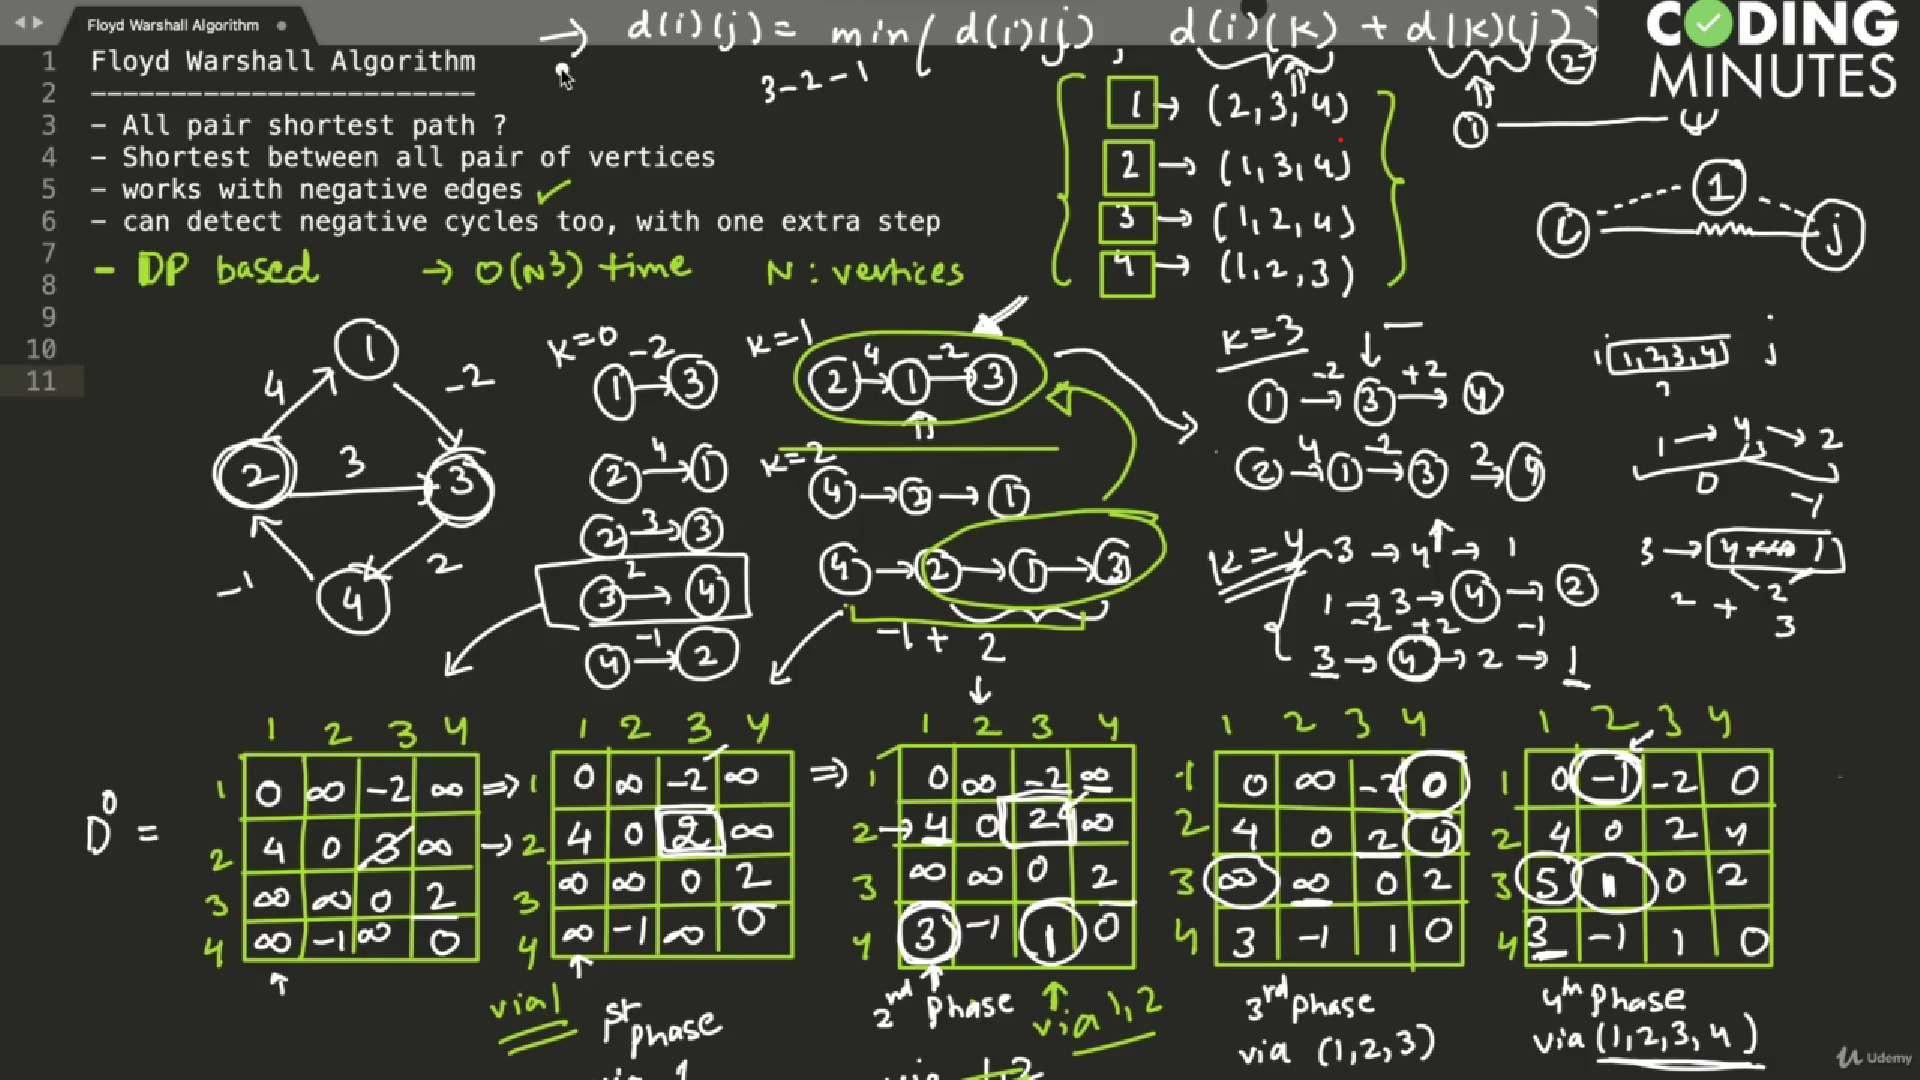 Floyd Warshall Algorithm
→ d(i)(j) = min( d(i)(j), d(i)(k) + d(k)(j) )
3-2-1
2
CODING
MINUTES
1 Floyd Warshall Algorithm
2 -------------------------
3 - All pair shortest path ?
4 - Shortest between all pair of vertices
5 - works with negative edges ✓
6 - can detect negative cycles too, with one extra step
7
8
9
10
11
- DP based → O(N3) time N : vertices
1 → (2, 3, 4)
2 → (1, 3, 4)
3 → (1, 2, 4)
4 → (1, 2, 3)
i
i 1 j
1
4 -2
2 3 3
-1 2
4
K=0
-2
1 → 3
4
2 → 1
3
2 → 3
2
3 → 4
-1
4 → 2
K=1
4 -2
2 → 1 → 3
K=2
4 → 2 → 1
4 → 2 → 1 → 3
-1 + 2
K=3
-2 +2
1 → 3 → 4
4 -2 2
2 → 1 → 3 → 4
K=4
3 → 4 → 1
1 → 3 → 4 → 2
-2 +2 -1
3 → 4 → 2 → 1
i 1,2,3,4 j
1 → 4 → 2
0 -1
3 → 4 1
2 + 2
3
D0 =
1 2 3 4
1 0 ∞ -2 ∞ ⇒
2 4 0 3 ∞ →
3 ∞ ∞ 0 2
4 ∞ -1 ∞ 0
1 2 3 4
1 0 ∞ -2 ∞ ⇒
2 4 0 2 ∞
3 ∞ ∞ 0 2
4 ∞ -1 ∞ 0
via 1
1st phase
via 1
1 2 3 4
1 0 ∞ -2 ∞
2 → 4 0 2 ∞
3 ∞ ∞ 0 2
4 3 -1 1 0
2nd phase
via 1, 2
via 1,2
1 2 3 4
1 0 ∞ -2 0
2 4 0 2 4
3 ∞ ∞ 0 2
4 3 -1 1 0
3rd phase
via (1, 2, 3)
1 2 3 4
1 0 -1 -2 0
2 4 0 2 4
3 5 1 0 2
4 3 -1 1 0
4th phase
via (1, 2, 3, 4)
Udemy